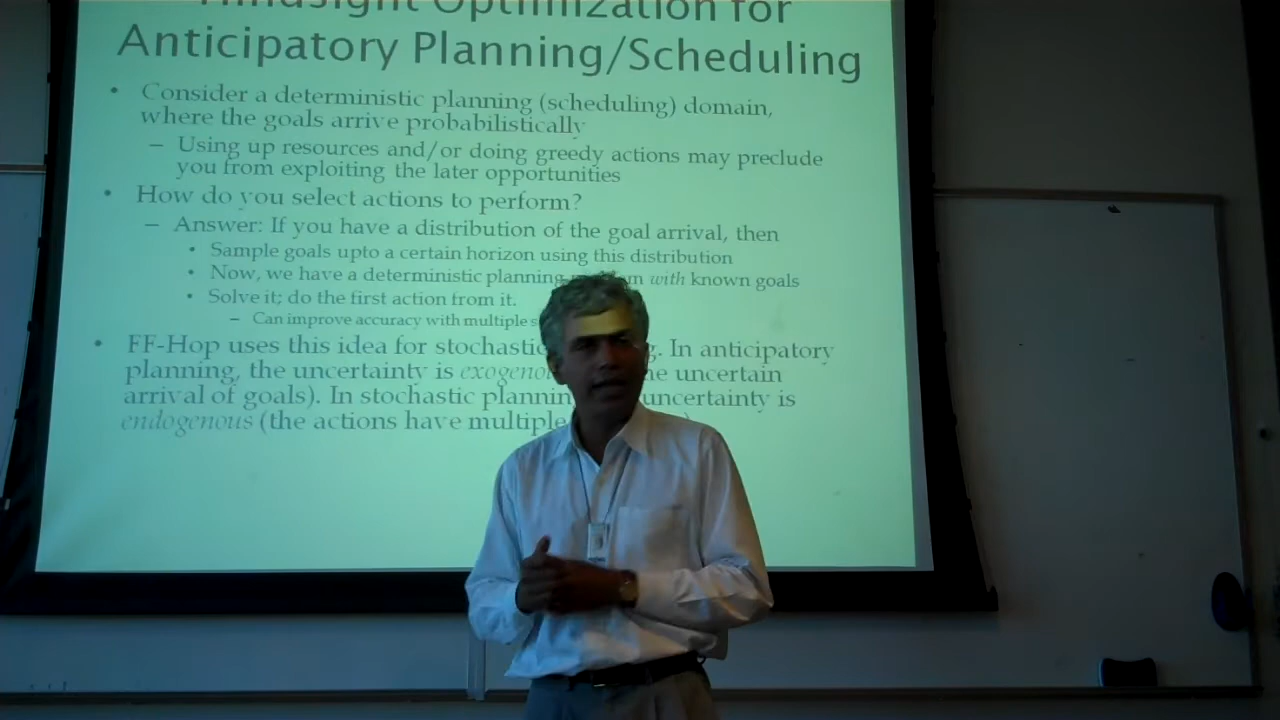 Hindsight Optimization for
Anticipatory Planning/Scheduling
• Consider a deterministic planning (scheduling) domain,
where the goals arrive probabilistically
– Using up resources and/or doing greedy actions may preclude
you from exploiting the later opportunities
• How do you select actions to perform?
– Answer: If you have a distribution of the goal arrival, then
• Sample goals upto a certain horizon using this distribution
• Now, we have a deterministic planning with known goals
• Solve it; do the first action from it.
– Can improve accuracy with multiple
• FF-Hop uses this idea for In anticipatory
planning, the uncertainty is uncertain
arrival of goals). In stochastic uncertainty is
endogenous (the actions have multiple